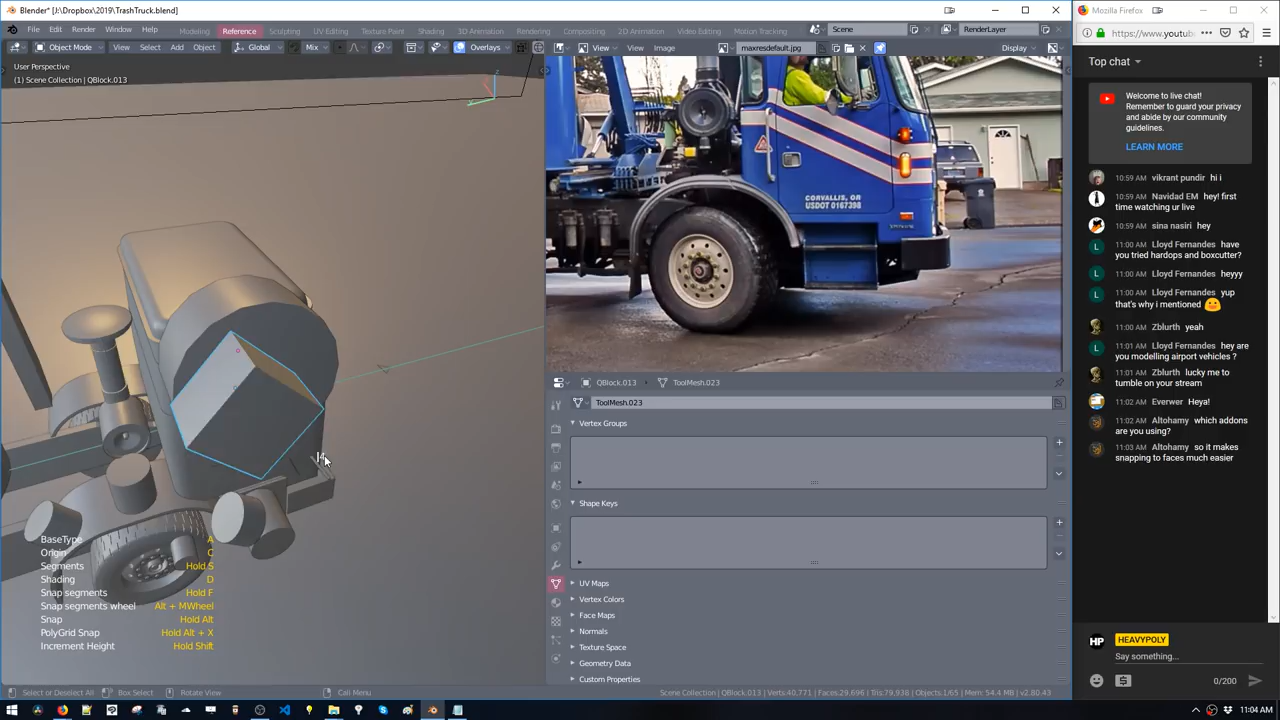 Blender* [J:\Dropbox\2019\TrashTruck.blend]
File Edit Render Window Help Modeling Reference Texture Paint Shading 3D Animation Rendering Compositing Video Editing 2D Animation Motion Tracking Scene RenderLayer
Object Mode View Select Add Object Global Mix Overlays View View Image maxresdefault.jpg Display
User Perspective
(1) Scene Collection | QBlock.013
CORVALLIS, OR
USDOT 0167398
QBlock.013 ToolMesh.023
ToolMesh.023
Vertex Groups
Shape Keys
UV Maps
Vertex Colors
Face Maps
Normals
Texture Space
Geometry Data
Custom Properties
BaseType A
Origin C
Segments Hold S
Shading D
Snap segments Hold F
Snap segments wheel Alt + MWheel
Snap Hold Alt
PolyGrid Snap Hold Alt + X
Increment Height Hold Shift
Select or Deselect All Box Select Rotate View Call Menu Scene Collection | QBlock.013 | Verts:40,771 | Faces:29,696 | Tris:79,938 | Objects:1/65 | Mem: 54.4 MB | v2.80.43
Mozilla Firefox
https://www.youtub
Top chat
Welcome to live chat!
Remember to guard your privacy
and abide by our community
guidelines.
LEARN MORE
10:59 AM vikrant pundir hi i
10:59 AM Navidad EM hey! first
time watching ur live
10:59 AM sina nasiri hey
11:00 AM Lloyd Fernandes have
you tried hardops and boxcutter?
11:00 AM Lloyd Fernandes heyyy
11:00 AM Lloyd Fernandes yup
that's why i mentioned
11:00 AM Zblurth yeah
11:01 AM Lloyd Fernandes hey are
you modelling airport vehicles ?
11:01 AM Zblurth lucky me to
tumble on your stream
11:02 AM Everwer Heya!
11:02 AM Altohamy which addons
are you using?
11:03 AM Altohamy so it makes
snapping to faces much easier
HP HEAVYPOLY
Say something...
0/200
11:04 AM